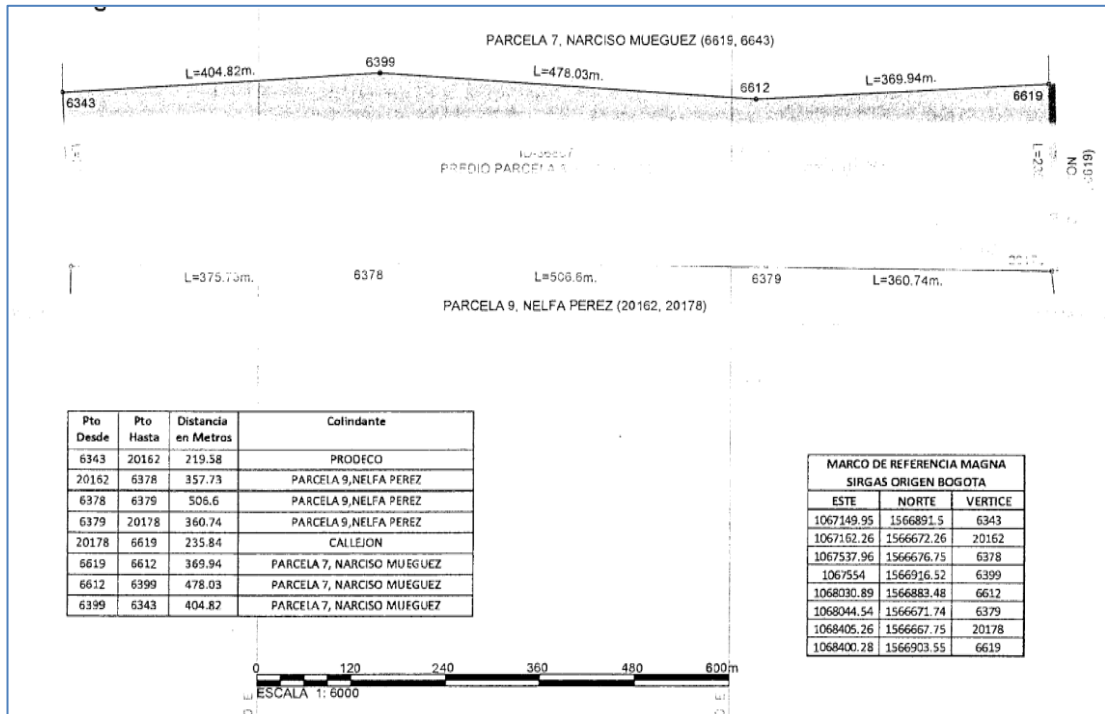 PARCELA 7, NARCISO MUEGUEZ (6619, 6643)
6399
L=404.82m.
L=478.03m.
6612
L=369.94m.
6343
6619
PREDIO PARCELA
6378
L=506.6m.
6379
L=360.74m.
PARCELA 9, NELFA PEREZ (20162, 20178)
Pto Desde Pto Hasta Distancia en Metros Colindante
6343 20162 219.58 PRODECO
20162 6378 357.73 PARCELA 9,NELFA PEREZ
6378 6379 506.6 PARCELA 9,NELFA PEREZ
6379 20178 360.74 PARCELA 9,NELFA PEREZ
20178 6619 235.84 CALLEJON
6619 6612 369.94 PARCELA 7, NARCISO MUEGUEZ
6612 6399 478.03 PARCELA 7, NARCISO MUEGUEZ
6399 6343 404.82 PARCELA 7, NARCISO MUEGUEZ
MARCO DE REFERENCIA MAGNA
SIRGAS ORIGEN BOGOTA
ESTE NORTE VERTICE
1067149.95 1566891.5 6343
1067162.26 1566672.26 20162
1067537.96 1566676.75 6378
1067554 1566916.52 6399
1068030.89 1566883.48 6612
1068044.54 1566671.74 6379
1068405.26 1566667.75 20178
1068400.28 1566903.55 6619
0 120 240 360 480 600m
ESCALA 1: 6000